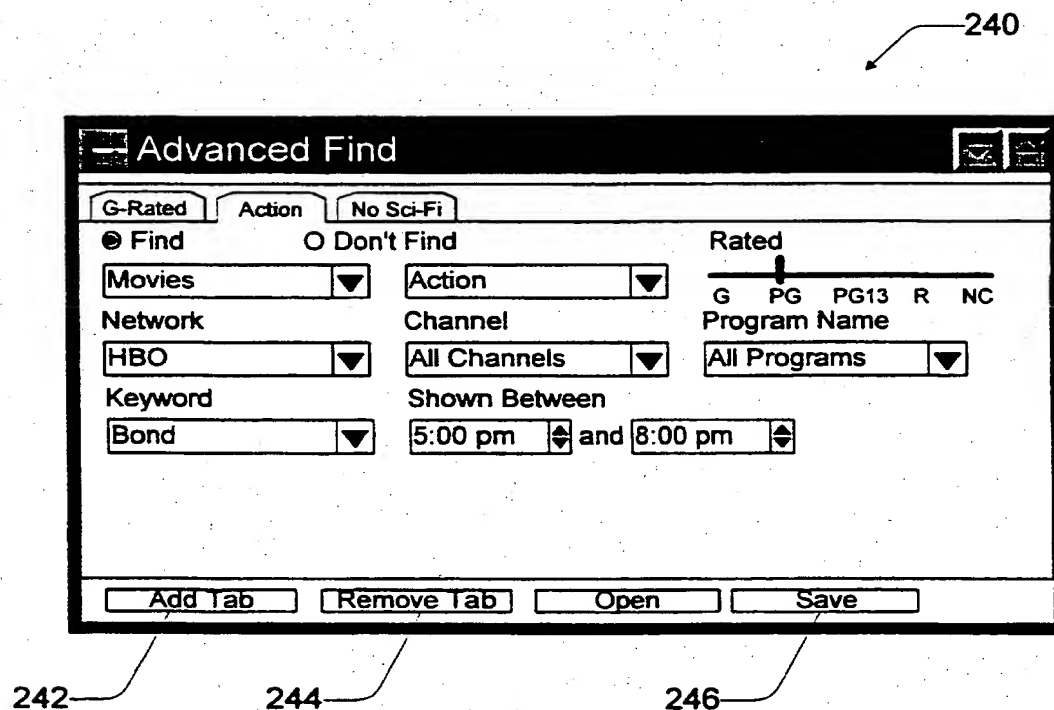 240
Advanced Find
G-Rated Action No Sci-Fi
Find Don't Find Rated
Movies Action
G PG PG13 R NC
Network Channel Program Name
HBO All Channels All Programs
Keyword Shown Between
Bond 5:00 pm and 8:00 pm
Add Tab Remove Tab Open Save
242 244 246